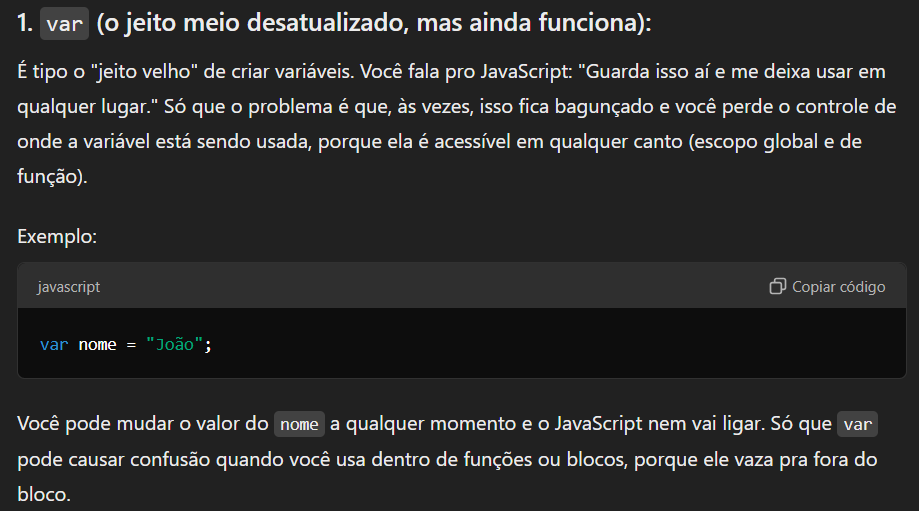 1. var (o jeito meio desatualizado, mas ainda funciona):
É tipo o "jeito velho" de criar variáveis. Você fala pro JavaScript: "Guarda isso aí e me deixa usar em
qualquer lugar." Só que o problema é que, às vezes, isso fica bagunçado e você perde o controle de
onde a variável está sendo usada, porque ela é acessível em qualquer canto (escopo global e de
função).
Exemplo:
javascript Copiar código
var nome = "João";
Você pode mudar o valor do nome a qualquer momento e o JavaScript nem vai ligar. Só que var
pode causar confusão quando você usa dentro de funções ou blocos, porque ele vaza pra fora do
bloco.